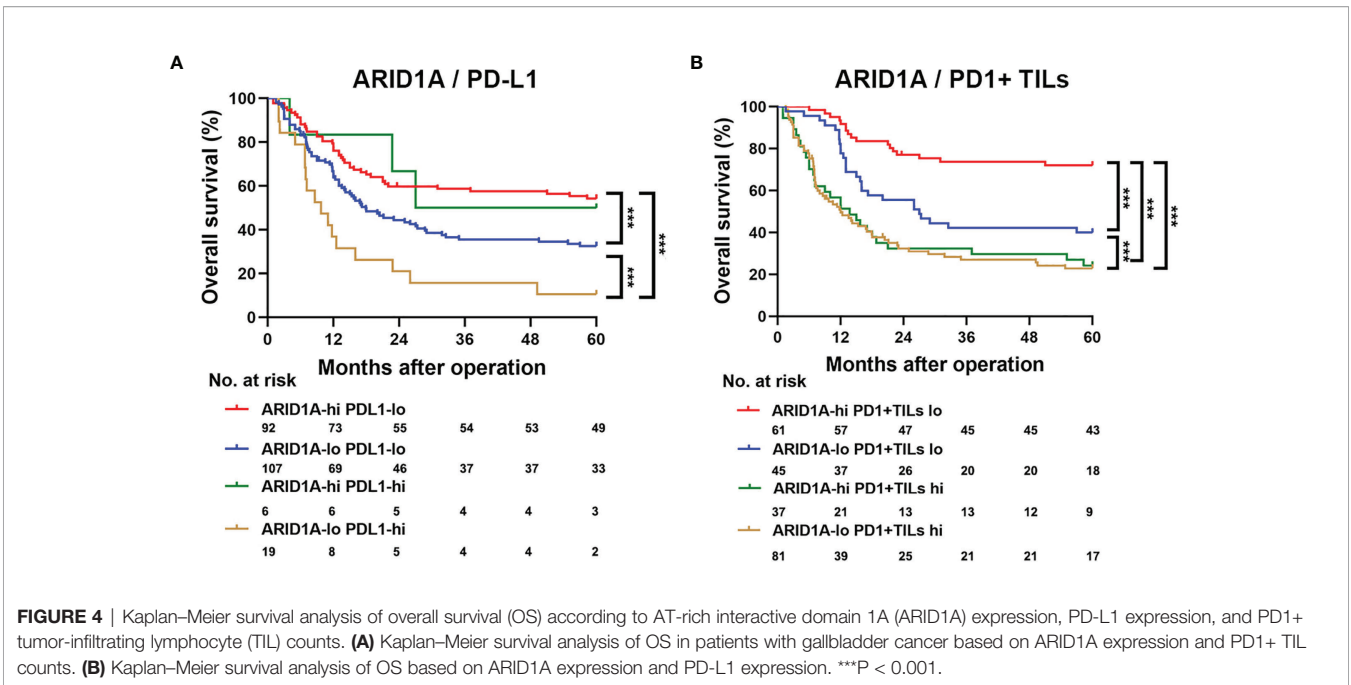 A
ARID1A / PD-L1
Overall survival (%)
100
80
60
40
20
0
0 12 24 36 48 60
Months after operation
***
***
***
No. at risk
ARID1A-hi PDL1-lo
92 73 55 54 53 49
ARID1A-lo PDL1-lo
107 69 46 37 37 33
ARID1A-hi PDL1-hi
6 6 5 4 4 3
ARID1A-lo PDL1-hi
19 8 5 4 4 2
B
ARID1A / PD1+ TILs
Overall survival (%)
100
80
60
40
20
0
0 12 24 36 48 60
Months after operation
***
***
***
***
No. at risk
ARID1A-hi PD1+TILs lo
61 57 47 45 45 43
ARID1A-lo PD1+TILs lo
45 37 26 20 20 18
ARID1A-hi PD1+TILs hi
37 21 13 13 12 9
ARID1A-lo PD1+TILs hi
81 39 25 21 21 17
FIGURE 4 | Kaplan–Meier survival analysis of overall survival (OS) according to AT-rich interactive domain 1A (ARID1A) expression, PD-L1 expression, and PD1+
tumor-infiltrating lymphocyte (TIL) counts. (A) Kaplan–Meier survival analysis of OS in patients with gallbladder cancer based on ARID1A expression and PD1+ TIL
counts. (B) Kaplan–Meier survival analysis of OS based on ARID1A expression and PD-L1 expression. ***P < 0.001.